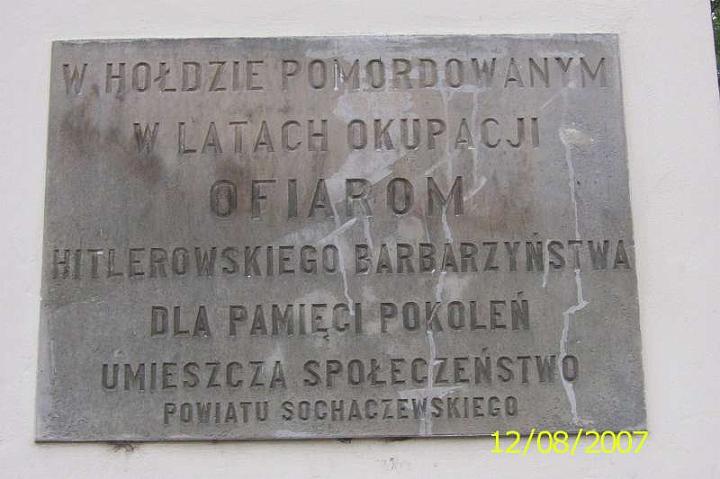 W HOŁDZIE POMORDOWANYM
W LATACH OKUPACJI
OFIAROM
HITLEROWSKIEGO BARBARZYŃSTWA
DLA PAMIĘCI POKOLEŃ
UMIESZCZA SPOŁECZEŃSTWO
POWIATU SOCHACZEWSKIEGO
12/08/2007